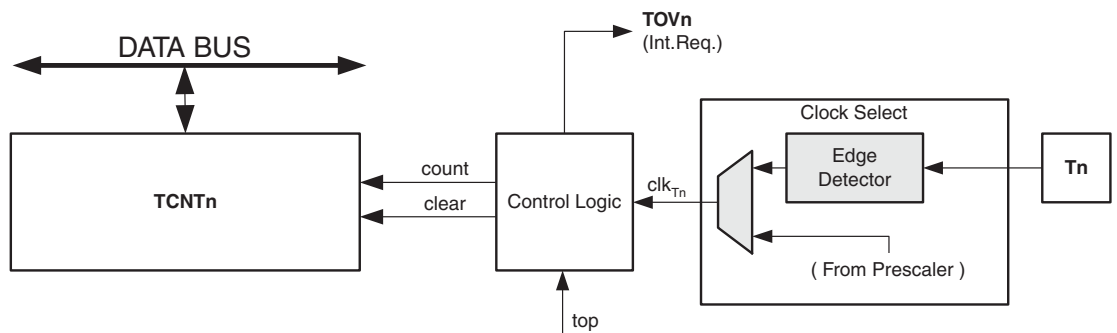 TOVn
(Int.Req.)
DATA BUS
Clock Select
Edge
Detector
Tn
TCNTn
count
clear
Control Logic
clkTn
( From Prescaler )
top